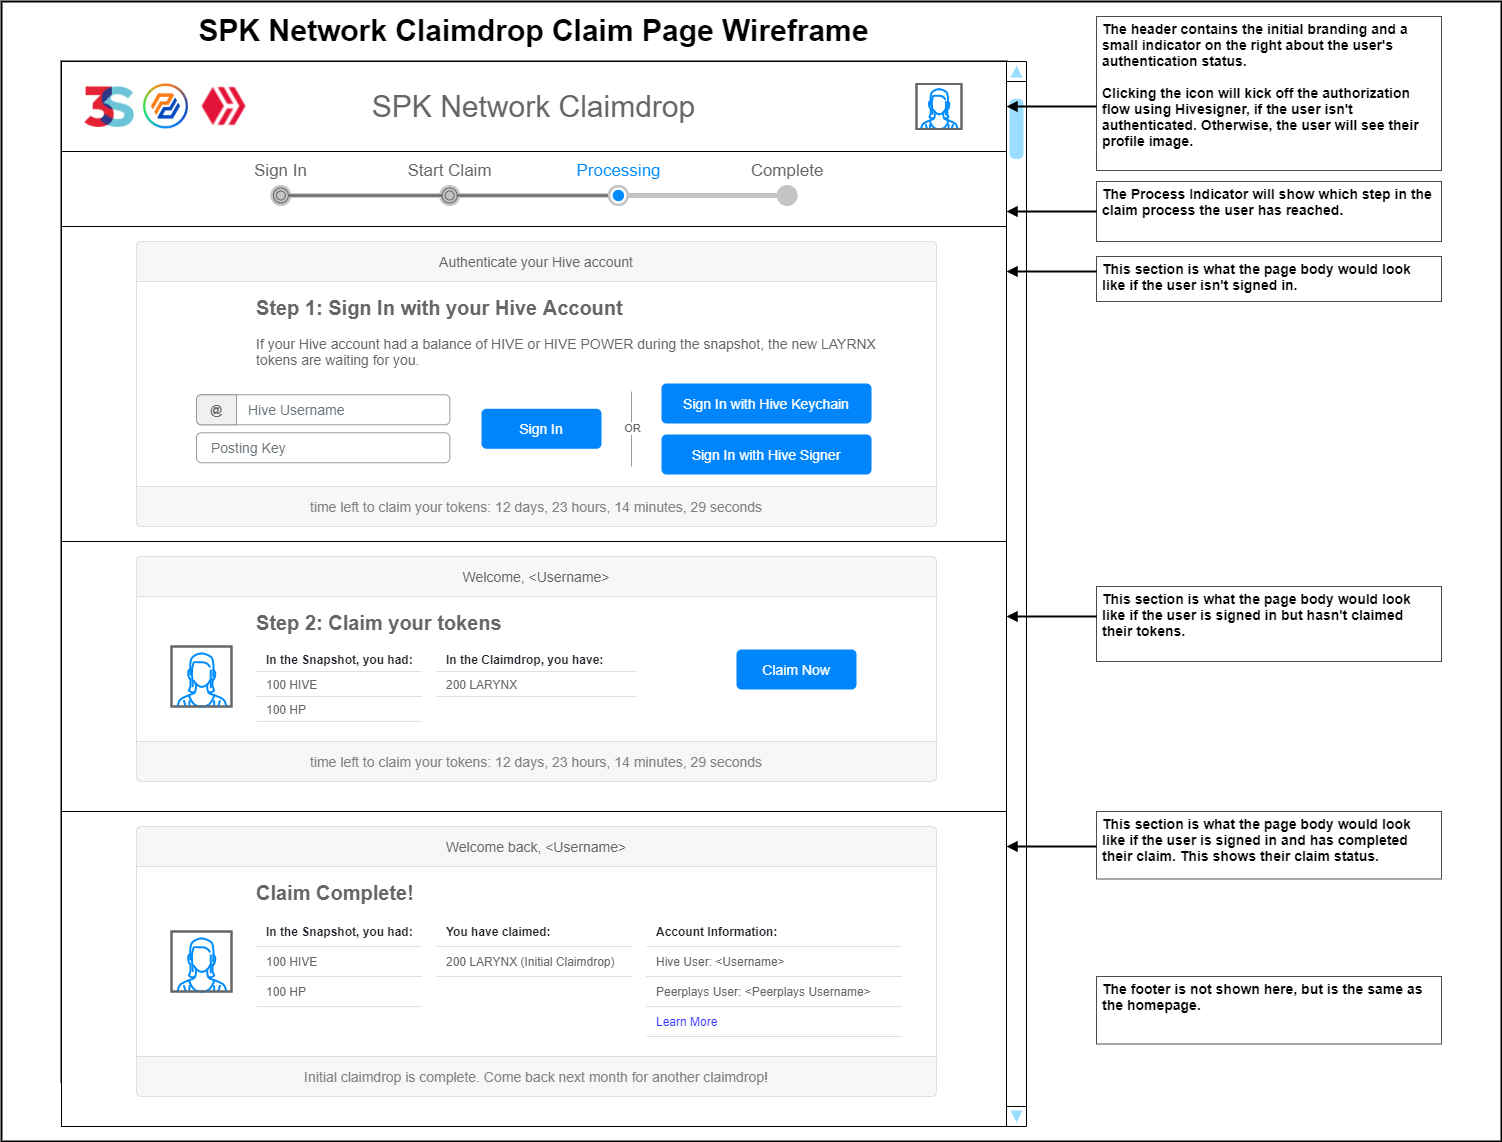 SPK Network Claimdrop Claim Page Wireframe
3S
SPK Network Claimdrop
Sign In
Start Claim
Processing
Complete
Authenticate your Hive account
Step 1: Sign In with your Hive Account
If your Hive account had a balance of HIVE or HIVE POWER during the snapshot, the new LAYRNX
tokens are waiting for you.
@ Hive Username
Posting Key
Sign In
OR
Sign In with Hive Keychain
Sign In with Hive Signer
time left to claim your tokens: 12 days, 23 hours, 14 minutes, 29 seconds
Welcome, <Username>
Step 2: Claim your tokens
In the Snapshot, you had:
100 HIVE
100 HP
In the Claimdrop, you have:
200 LARYNX
Claim Now
time left to claim your tokens: 12 days, 23 hours, 14 minutes, 29 seconds
Welcome back, <Username>
Claim Complete!
In the Snapshot, you had:
100 HIVE
100 HP
You have claimed:
200 LARYNX (Initial Claimdrop)
Account Information:
Hive User: <Username>
Peerplays User: <Peerplays Username>
Learn More
Initial claimdrop is complete. Come back next month for another claimdrop!
The header contains the initial branding and a
small indicator on the right about the user's
authentication status.
Clicking the icon will kick off the authorization
flow using Hivesigner, if the user isn't
authenticated. Otherwise, the user will see their
profile image.
The Process Indicator will show which step in the
claim process the user has reached.
This section is what the page body would look
like if the user isn't signed in.
This section is what the page body would look
like if the user is signed in but hasn't claimed
their tokens.
This section is what the page body would look
like if the user is signed in and has completed
their claim. This shows their claim status.
The footer is not shown here, but is the same as
the homepage.